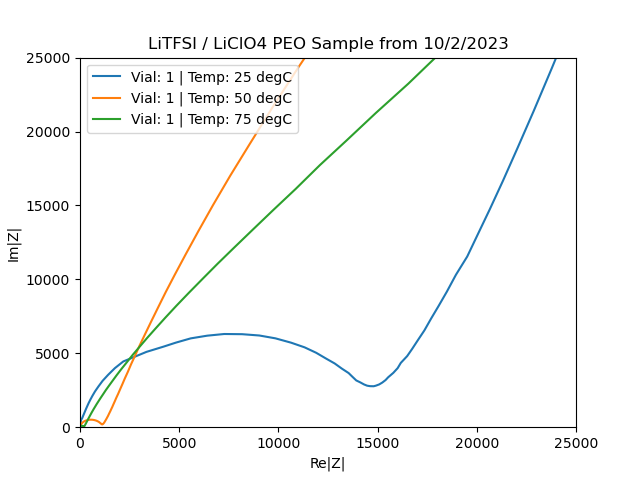 LiTFSI / LiClO4 PEO Sample from 10/2/2023
Vial: 1 | Temp: 25 degC
Vial: 1 | Temp: 50 degC
Vial: 1 | Temp: 75 degC
25000
20000
15000
10000
5000
0
Im|Z|
0 5000 10000 15000 20000 25000
Re|Z|